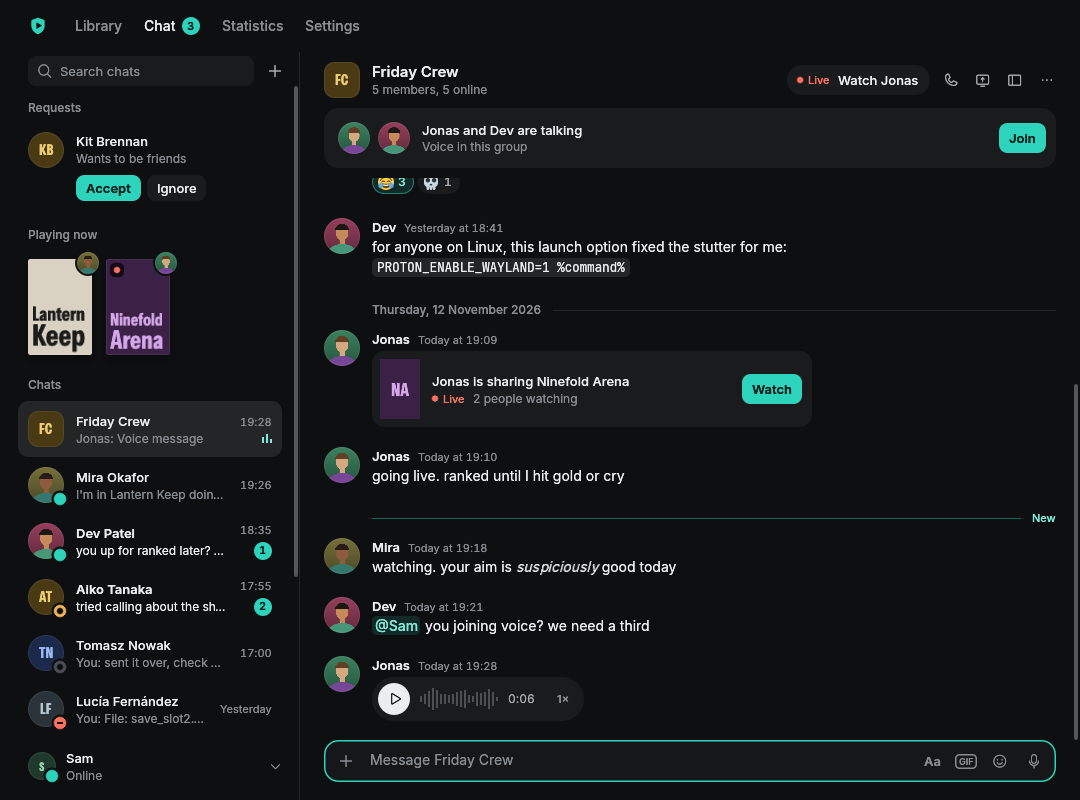 Library
Chat 3
Statistics
Settings
Search chats
Requests
KB
Kit Brennan
Wants to be friends
Accept
Ignore
Playing now
Lantern
Keep
Ninefold
Arena
Chats
FC
Friday Crew
19:28
Jonas: Voice message
Mira Okafor
19:26
I'm in Lantern Keep doin...
Dev Patel
18:35
you up for ranked later? ...
1
AT
Aiko Tanaka
17:55
tried calling about the sh...
2
TN
Tomasz Nowak
17:00
You: sent it over, check ...
LF
Lucía Fernández
Yesterday
You: File: save_slot2....
S
Sam
Online
FC
Friday Crew
5 members, 5 online
Live Watch Jonas
Jonas and Dev are talking
Voice in this group
Join
3
1
Dev Yesterday at 18:41
for anyone on Linux, this launch option fixed the stutter for me:
PROTON_ENABLE_WAYLAND=1 %command%
Thursday, 12 November 2026
Jonas Today at 19:09
NA
Jonas is sharing Ninefold Arena
Live 2 people watching
Watch
Jonas Today at 19:10
going live. ranked until I hit gold or cry
New
Mira Today at 19:18
watching. your aim is suspiciously good today
Dev Today at 19:21
@Sam you joining voice? we need a third
Jonas Today at 19:28
0:06
1×
Message Friday Crew
Aa
GIF